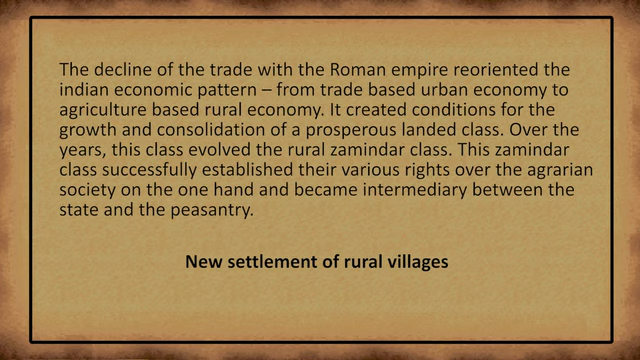 The decline of the trade with the Roman empire reoriented the
indian economic pattern – from trade based urban economy to
agriculture based rural economy. It created conditions for the
growth and consolidation of a prosperous landed class. Over the
years, this class evolved the rural zamindar class. This zamindar
class successfully established their various rights over the agrarian
society on the one hand and became intermediary between the
state and the peasantry.
New settlement of rural villages